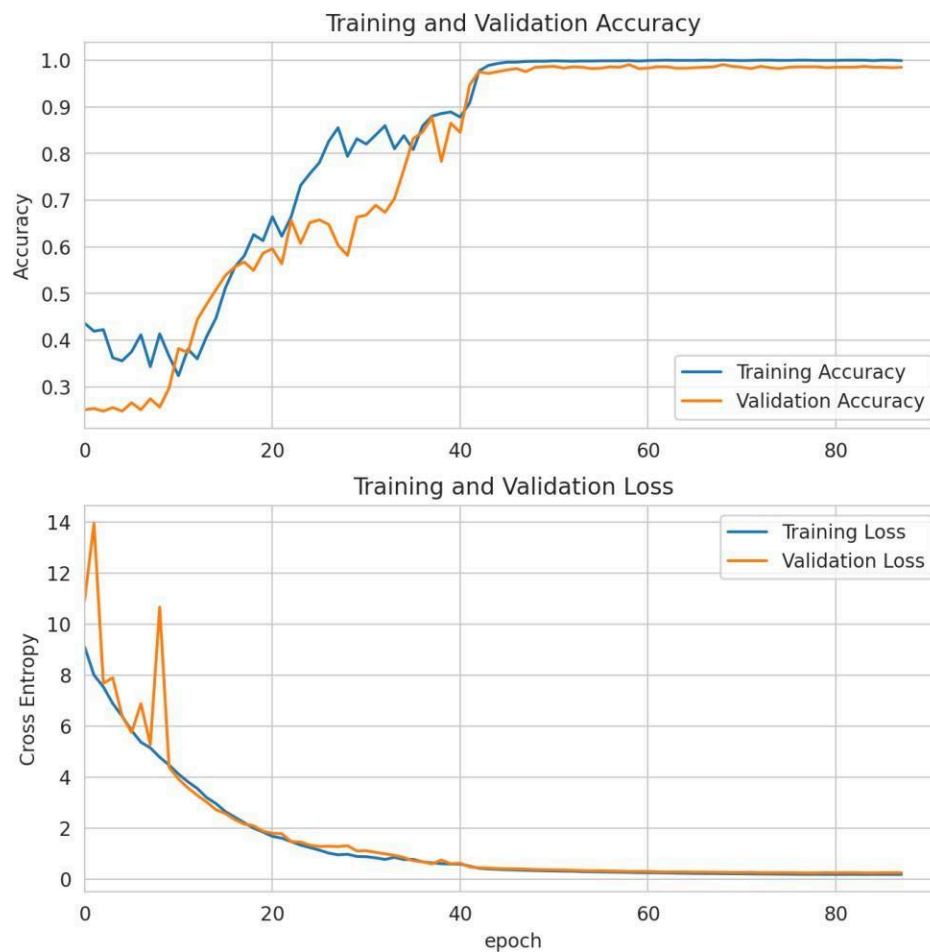 Training and Validation Accuracy
1.0
0.9
0.8
0.7
0.6
0.5
0.4
0.3
Accuracy
Training Accuracy
Validation Accuracy
0 20 40 60 80
Training and Validation Loss
14
12
10
8
6
4
2
0
Cross Entropy
Training Loss
Validation Loss
0 20 40 60 80
epoch